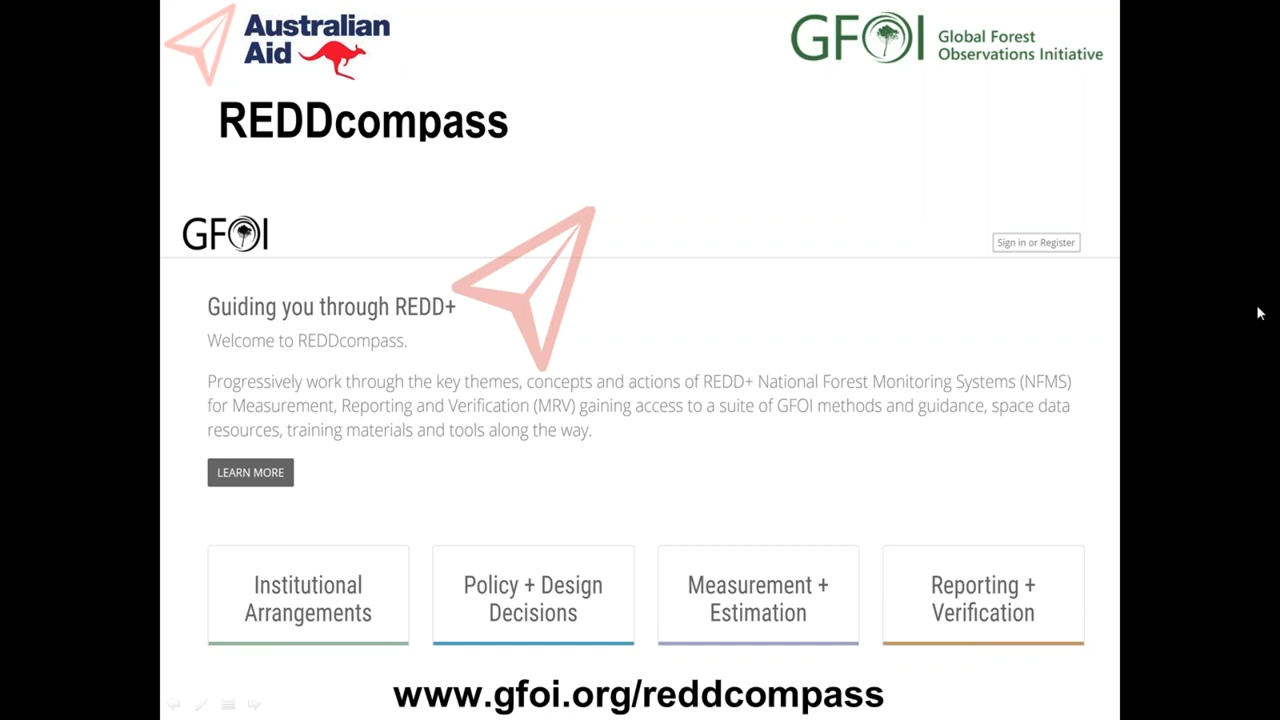 Australian
Aid
GFOI
Global Forest
Observations Initiative
REDDcompass
GFOI
Sign in or Register
Guiding you through REDD+
Welcome to REDDcompass.
Progressively work through the key themes, concepts and actions of REDD+ National Forest Monitoring Systems (NFMS)
for Measurement, Reporting and Verification (MRV) gaining access to a suite of GFOI methods and guidance, space data
resources, training materials and tools along the way.
LEARN MORE
Institutional
Arrangements
Policy + Design
Decisions
Measurement +
Estimation
Reporting +
Verification
www.gfoi.org/reddcompass